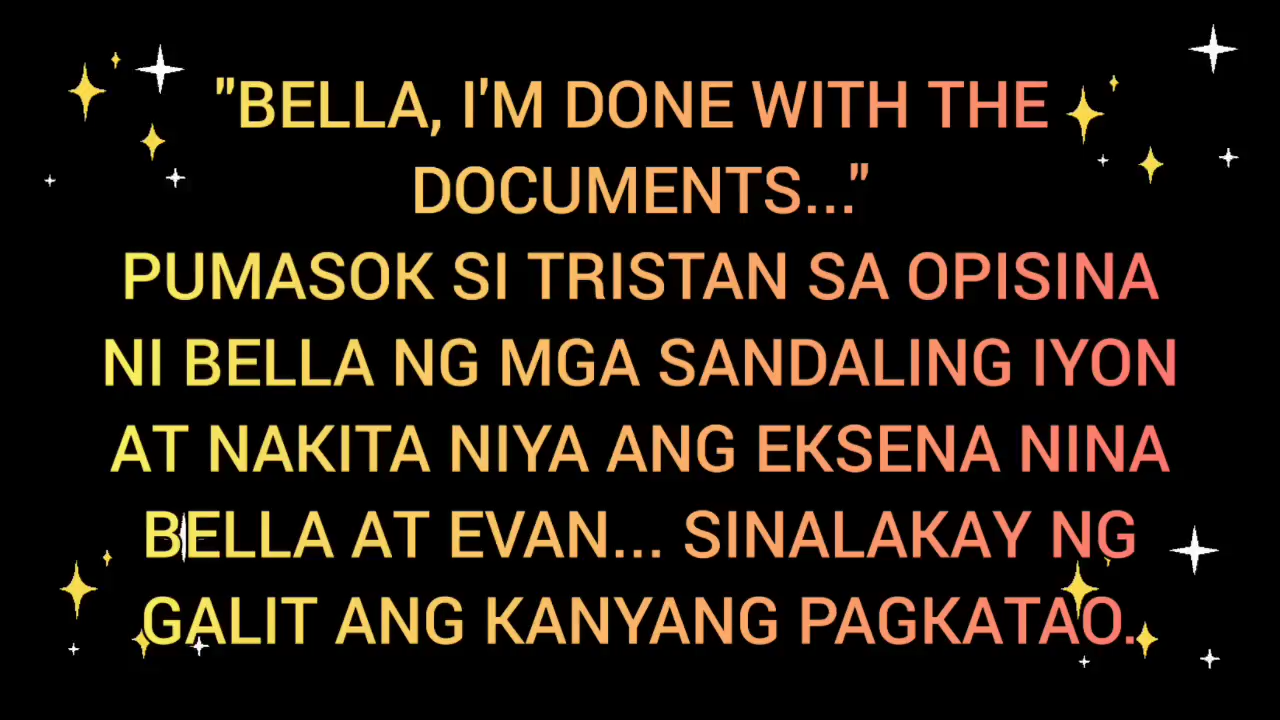 "BELLA, I'M DONE WITH THE
DOCUMENTS..."
PUMASOK SI TRISTAN SA OPISINA
NI BELLA NG MGA SANDALING IYON
AT NAKITA NIYA ANG EKSENA NINA
BELLA AT EVAN... SINALAKAY NG
GALIT ANG KANYANG PAGKATAO.